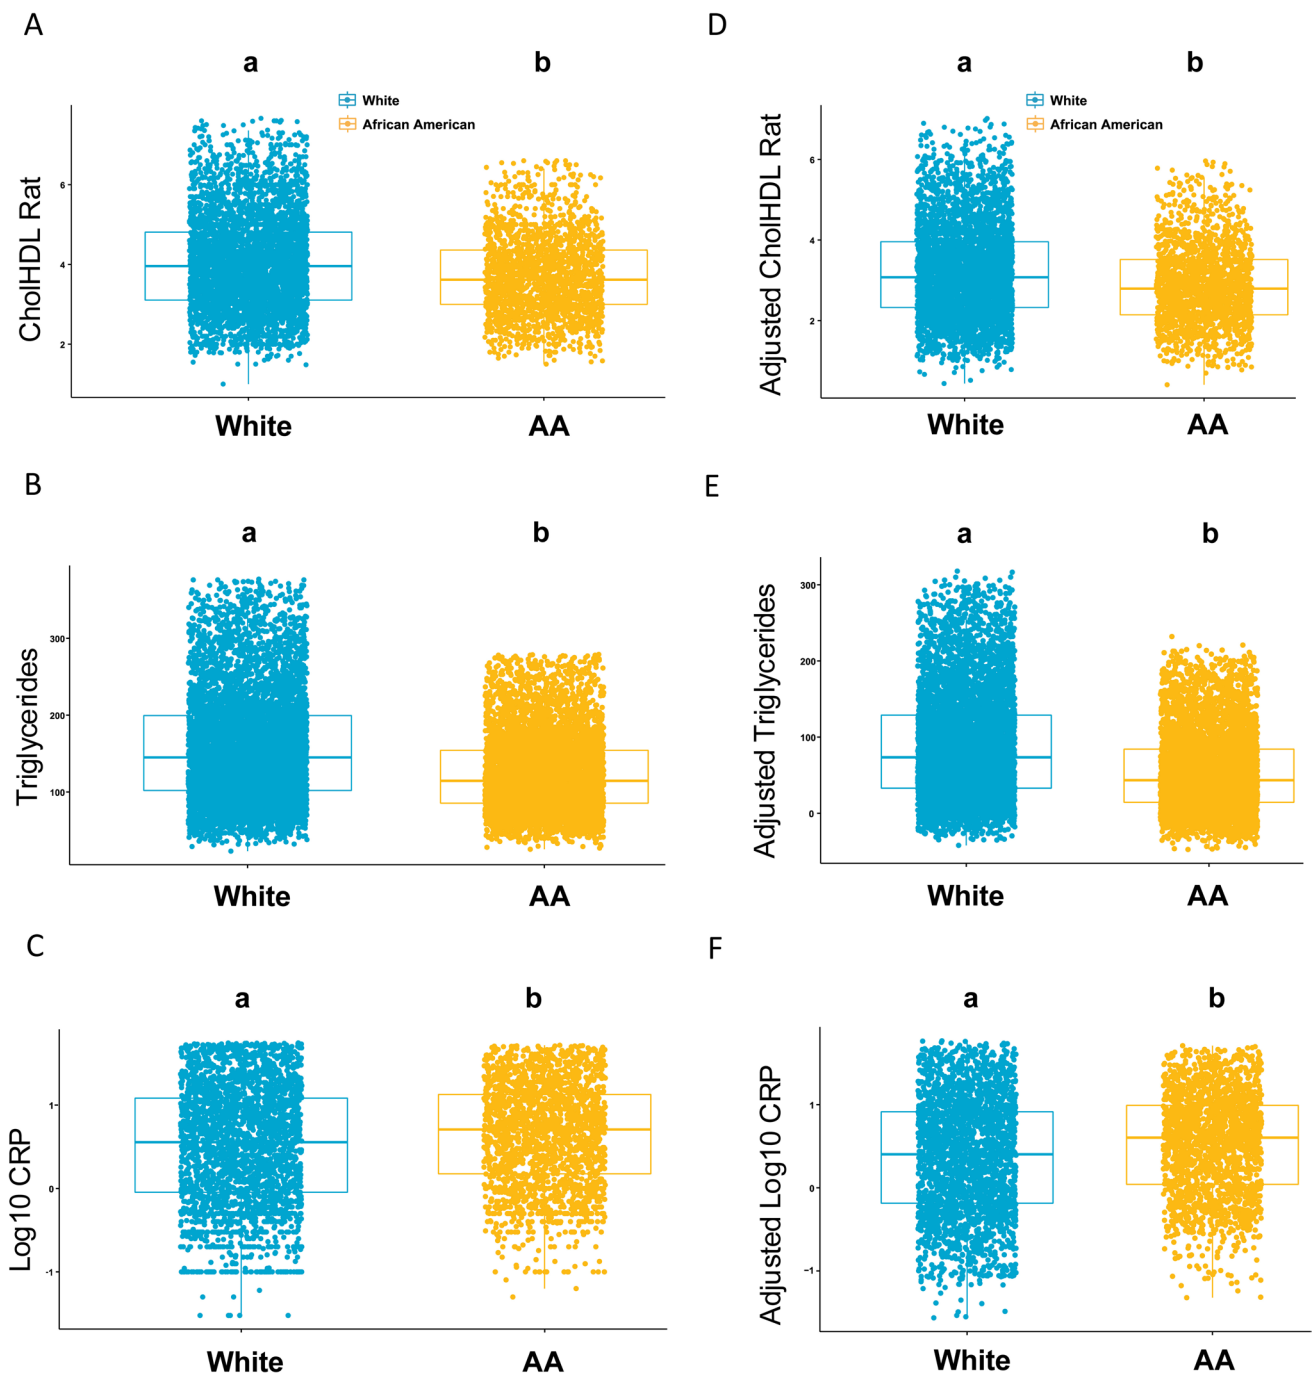 A
a
b
White
African American
CholHDL Rat
6
4
2
White
AA
D
a
b
White
African American
Adjusted CholHDL Rat
6
4
2
White
AA
B
a
b
Triglycerides
300
200
100
White
AA
E
a
b
Adjusted Triglycerides
300
200
100
0
White
AA
C
a
b
Log10 CRP
1
0
-1
White
AA
F
a
b
Adjusted Log10 CRP
1
0
−1
White
AA